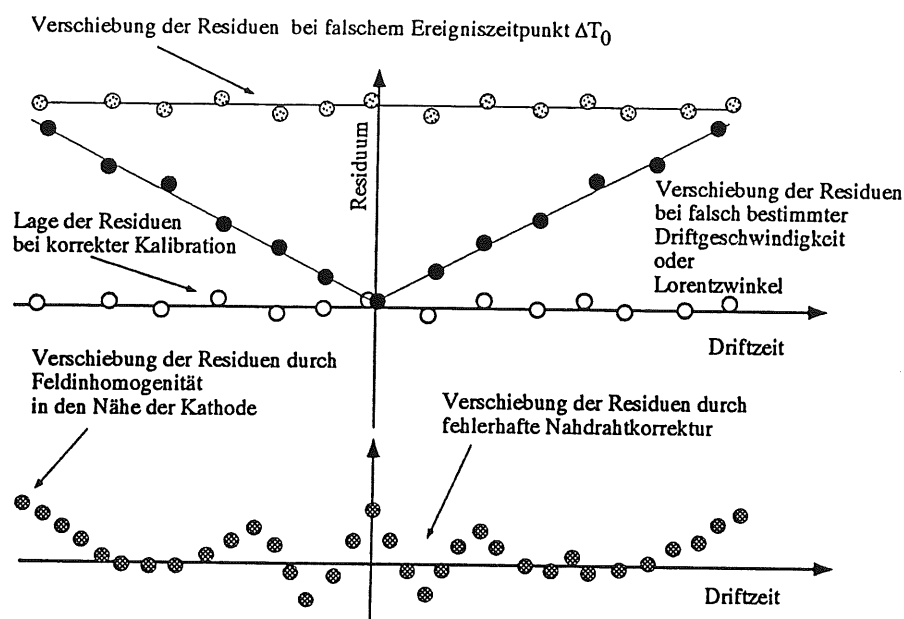 Verschiebung der Residuen bei falschem Ereigniszeitpunkt ΔT₀
Residuum
Verschiebung der Residuen
bei falsch bestimmter
Driftgeschwindigkeit
oder
Lorentzwinkel
Lage der Residuen
bei korrekter Kalibration
Driftzeit
Verschiebung der Residuen durch
Feldinhomogenität
in den Nähe der Kathode
Verschiebung der Residuen durch
fehlerhafte Nahdrahtkorrektur
Driftzeit